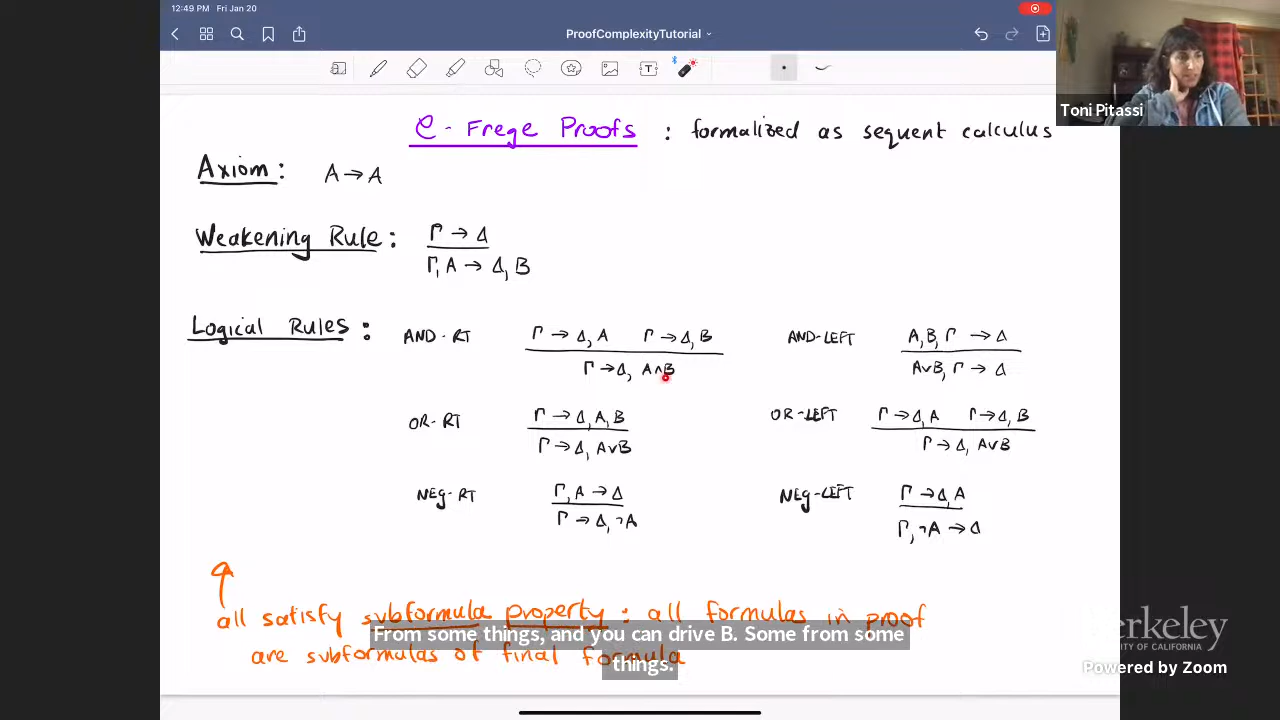 12:49 PM Fri Jan 20
ProofComplexityTutorial
Toni Pitassi
C - Frege Proofs : formalized as sequent calculus
Axiom: A → A
Weakening Rule: Γ → Δ
Γ, A → Δ, B
Logical Rules:
AND-RT Γ → Δ, A Γ → Δ, B
Γ → Δ, A∧B
AND-LEFT A, B, Γ → Δ
A∨B, Γ → Δ
OR-RT Γ → Δ, A, B
Γ → Δ, A∨B
OR-LEFT Γ → Δ, A Γ → Δ, B
Γ → Δ, A∨B
NEG-RT Γ, A → Δ
Γ → Δ, ¬A
NEG-LEFT Γ → Δ, A
Γ, ¬A → Δ
all satisfy subformula property : all formulas in proof
are subformulas of final formula
From some things, and you can drive B. Some from some
things.
Berkeley
UNIVERSITY OF CALIFORNIA
Powered by Zoom